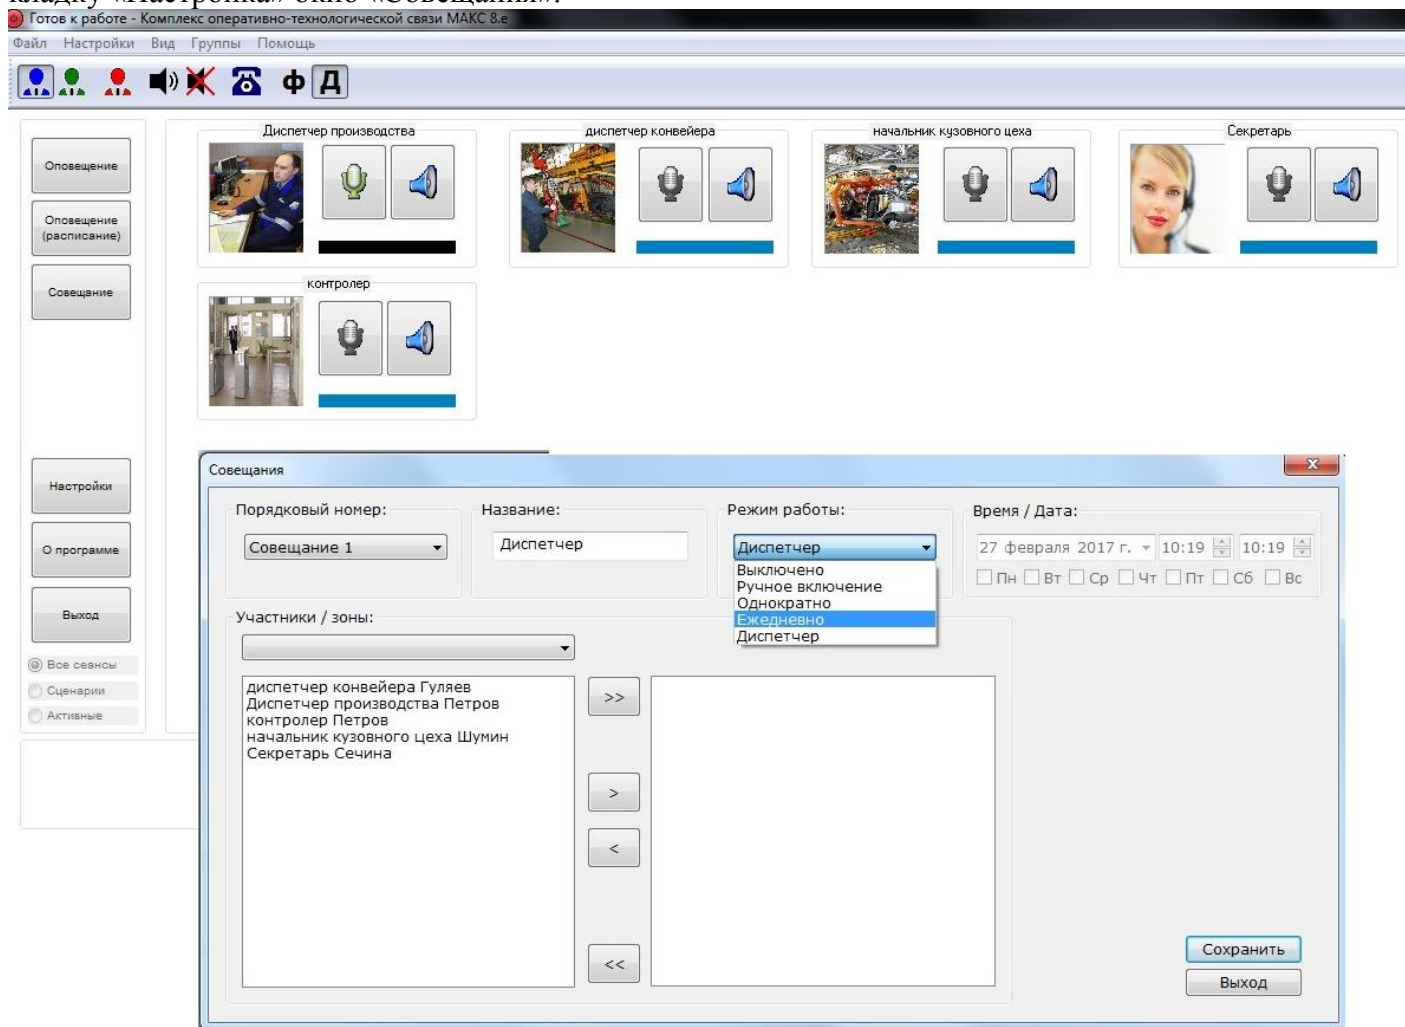 кладку «Настройка» окно «Совещания».
Готов к работе - Комплекс оперативно-технологической связи МАКС 8.e
Файл Настройки Вид Группы Помощь
Ф Д
Оповещение
Оповещение
(расписание)
Совещание
Настройки
О программе
Выход
Все сеансы
Сценарии
Активные
Диспетчер производства
диспетчер конвейера
начальник кузовного цеха
Секретарь
контролер
Совещания
Порядковый номер:
Совещание 1
Название:
Диспетчер
Режим работы:
Диспетчер
Выключено
Ручное включение
Однократно
Ежедневно
Диспетчер
Время / Дата:
27 февраля 2017 г. 10:19 10:19
Пн Вт Ср Чт Пт Сб Вс
Участники / зоны:
диспетчер конвейера Гуляев
Диспетчер производства Петров
контролер Петров
начальник кузовного цеха Шумин
Секретарь Сечина
>>
>
<
<<
Сохранить
Выход